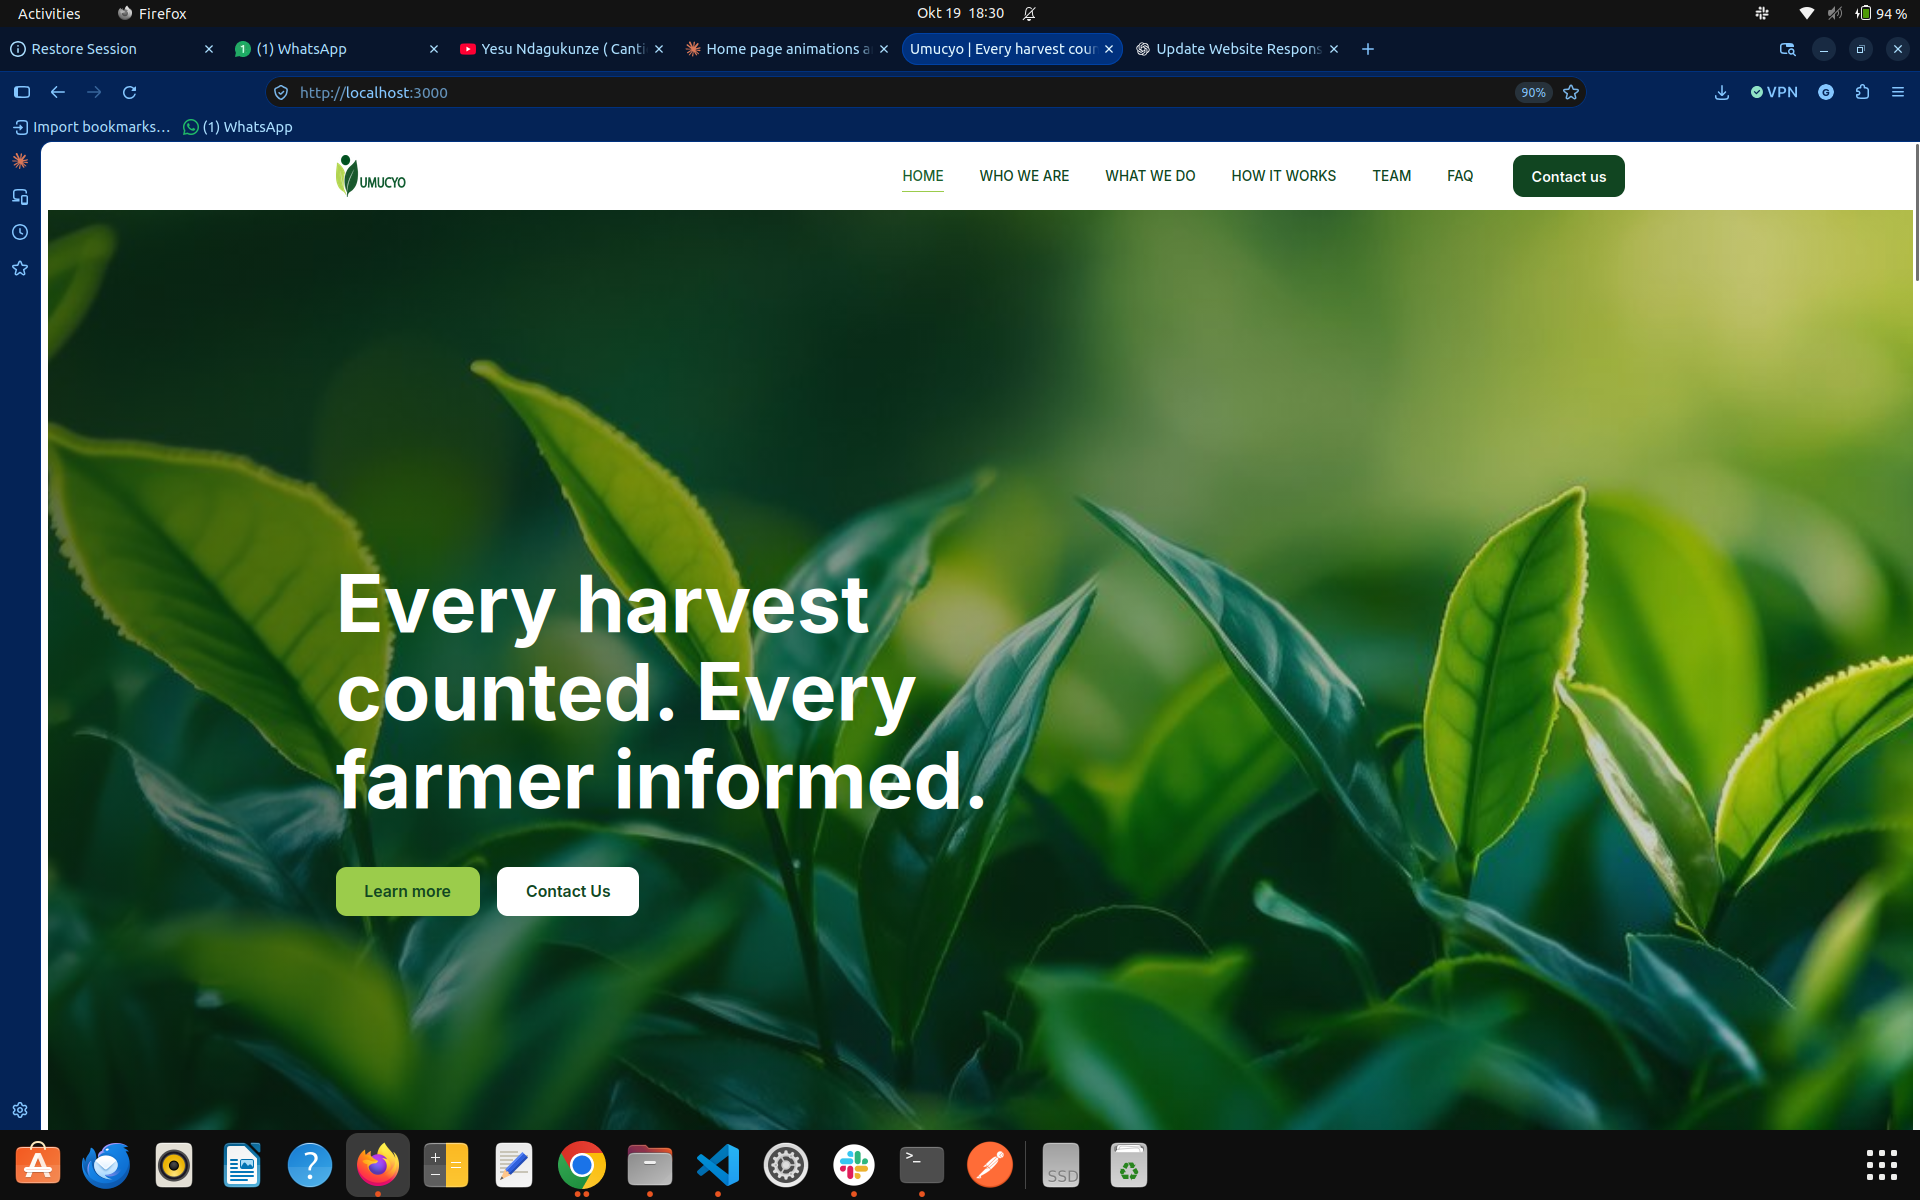 Activities
Firefox
Okt 19 18:30
94 %
Restore Session
1
(1) WhatsApp
Yesu Ndagukunze ( Canti
Home page animations a
Umucyo | Every harvest cour
Update Website Respons
http://localhost:3000
90%
VPN
G
Import bookmarks…
(1) WhatsApp
UMUCYO
HOME
WHO WE ARE
WHAT WE DO
HOW IT WORKS
TEAM
FAQ
Contact us
Every harvest
counted. Every
farmer informed.
Learn more
Contact Us
SSD